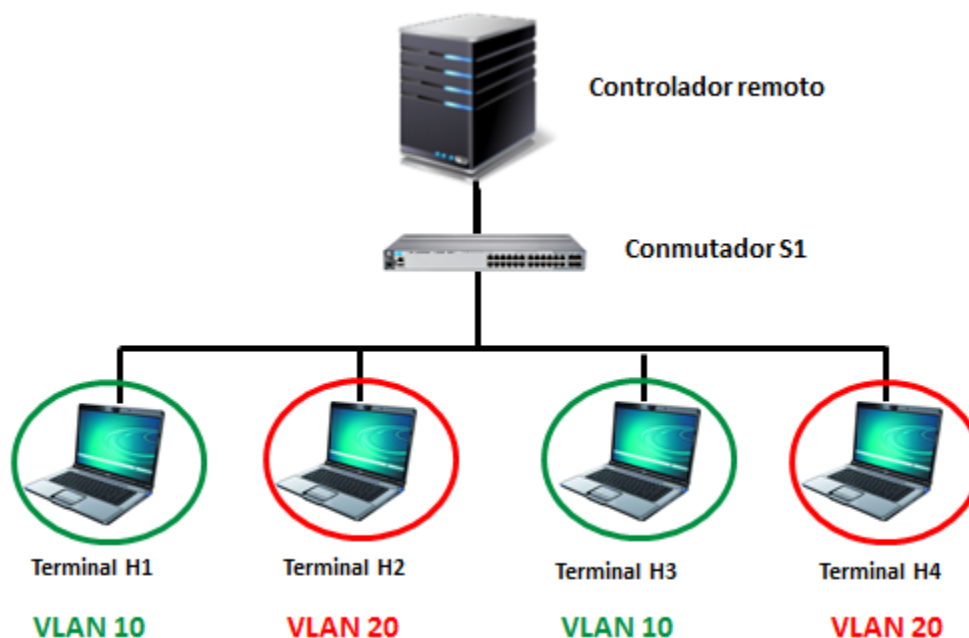 Controlador remoto
Conmutador S1
Terminal H1
Terminal H2
Terminal H3
Terminal H4
VLAN 10
VLAN 20
VLAN 10
VLAN 20